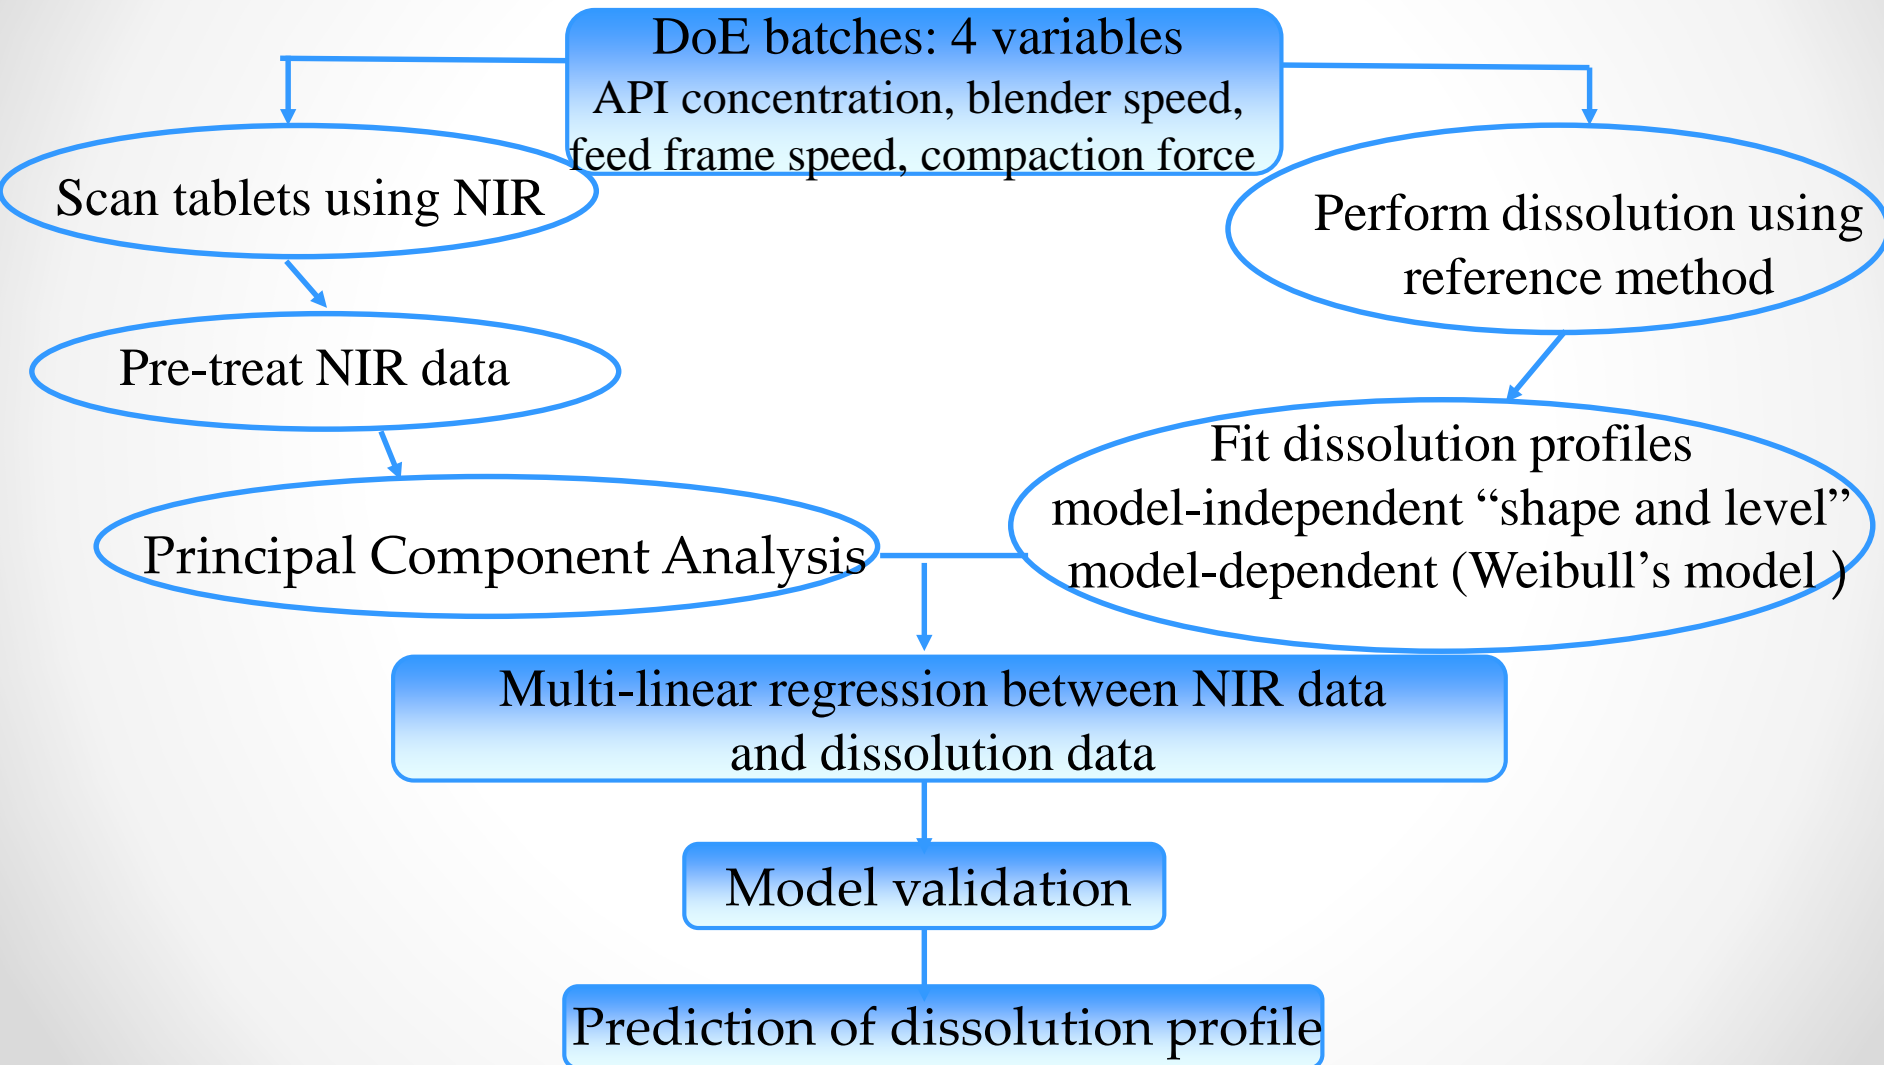 DoE batches: 4 variables
API concentration, blender speed,
feed frame speed, compaction force
Scan tablets using NIR
Perform dissolution using
reference method
Pre-treat NIR data
Fit dissolution profiles
model-independent “shape and level”
model-dependent (Weibull’s model )
Principal Component Analysis
Multi-linear regression between NIR data
and dissolution data
Model validation
Prediction of dissolution profile